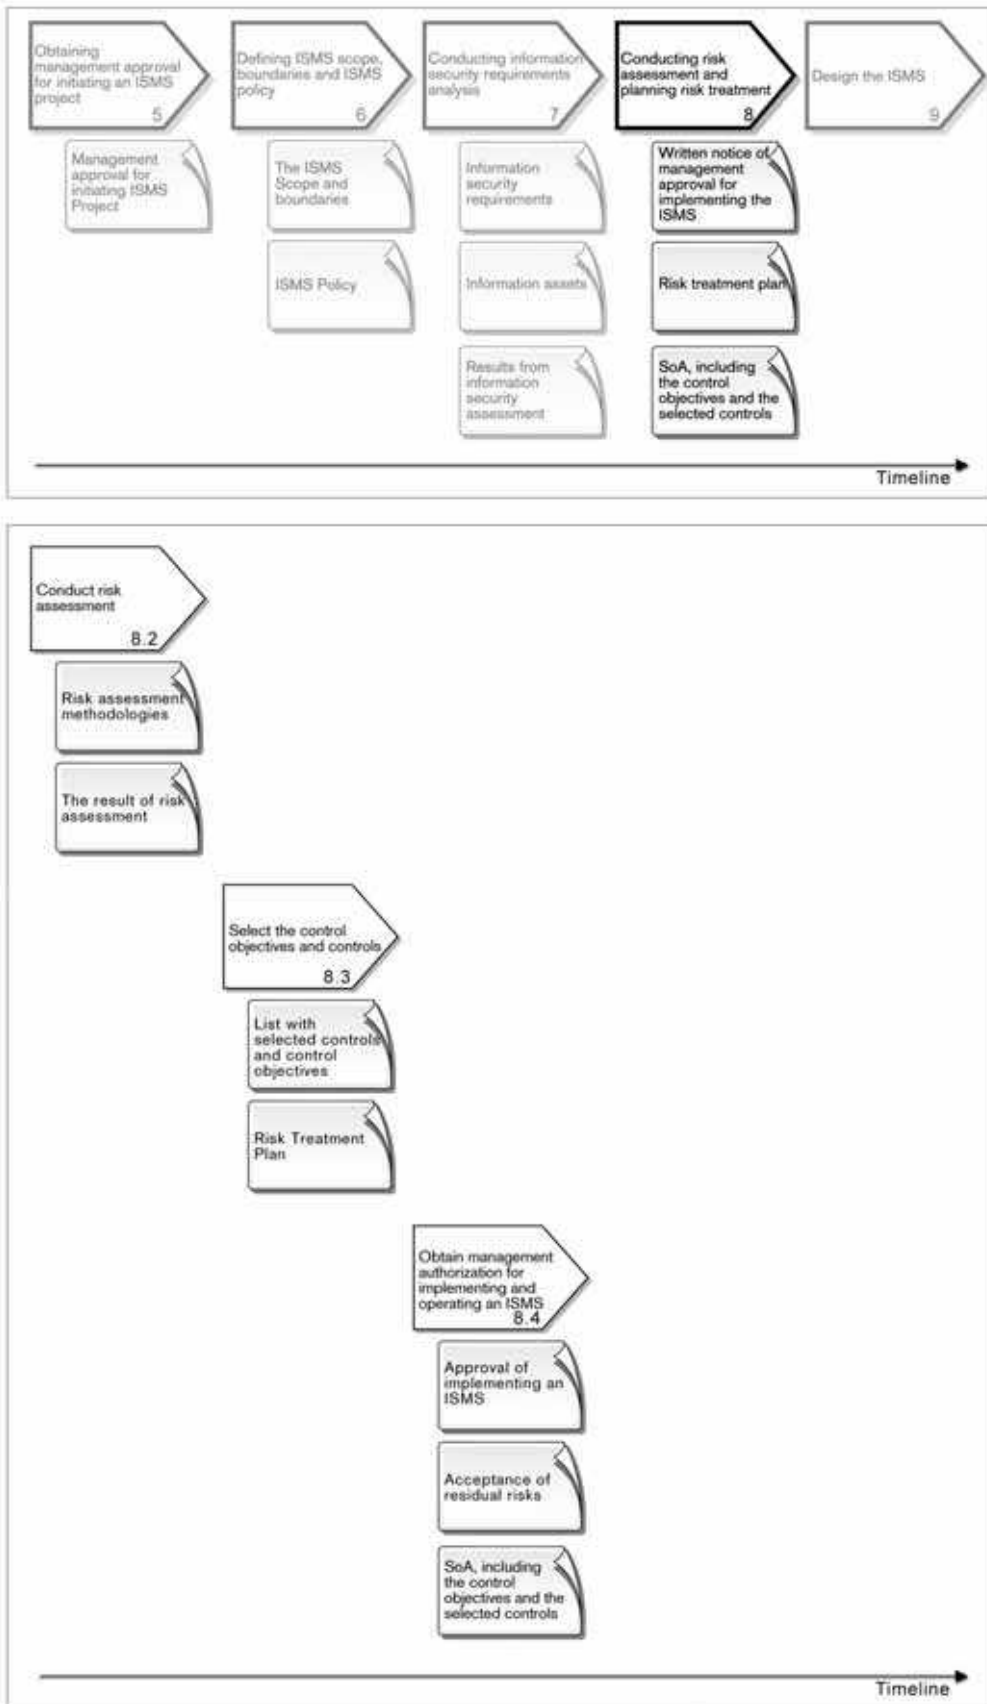 Obtaining
management approval
for initiating an ISMS
project
5
Defining ISMS scope,
boundaries and ISMS
policy
6
Conducting information
security requirements
analysis
7
Conducting risk
assessment and
planning risk treatment
8
Design the ISMS
9
Management
approval for
initiating ISMS
Project
The ISMS
Scope and
boundaries
ISMS Policy
Information
security
requirements
Information assets
Results from
information
security
assessment
Written notice of
management
approval for
implementing the
ISMS
Risk treatment plan
SoA, including
the control
objectives and the
selected controls
Timeline
Conduct risk
assessment
8.2
Risk assessment
methodologies
The result of risk
assessment
Select the control
objectives and controls
8.3
List with
selected controls
and control
objectives
Risk Treatment
Plan
Obtain management
authorization for
implementing and
operating an ISMS
8.4
Approval of
implementing an
ISMS
Acceptance of
residual risks
SoA, including
the control
objectives and the
selected controls
Timeline